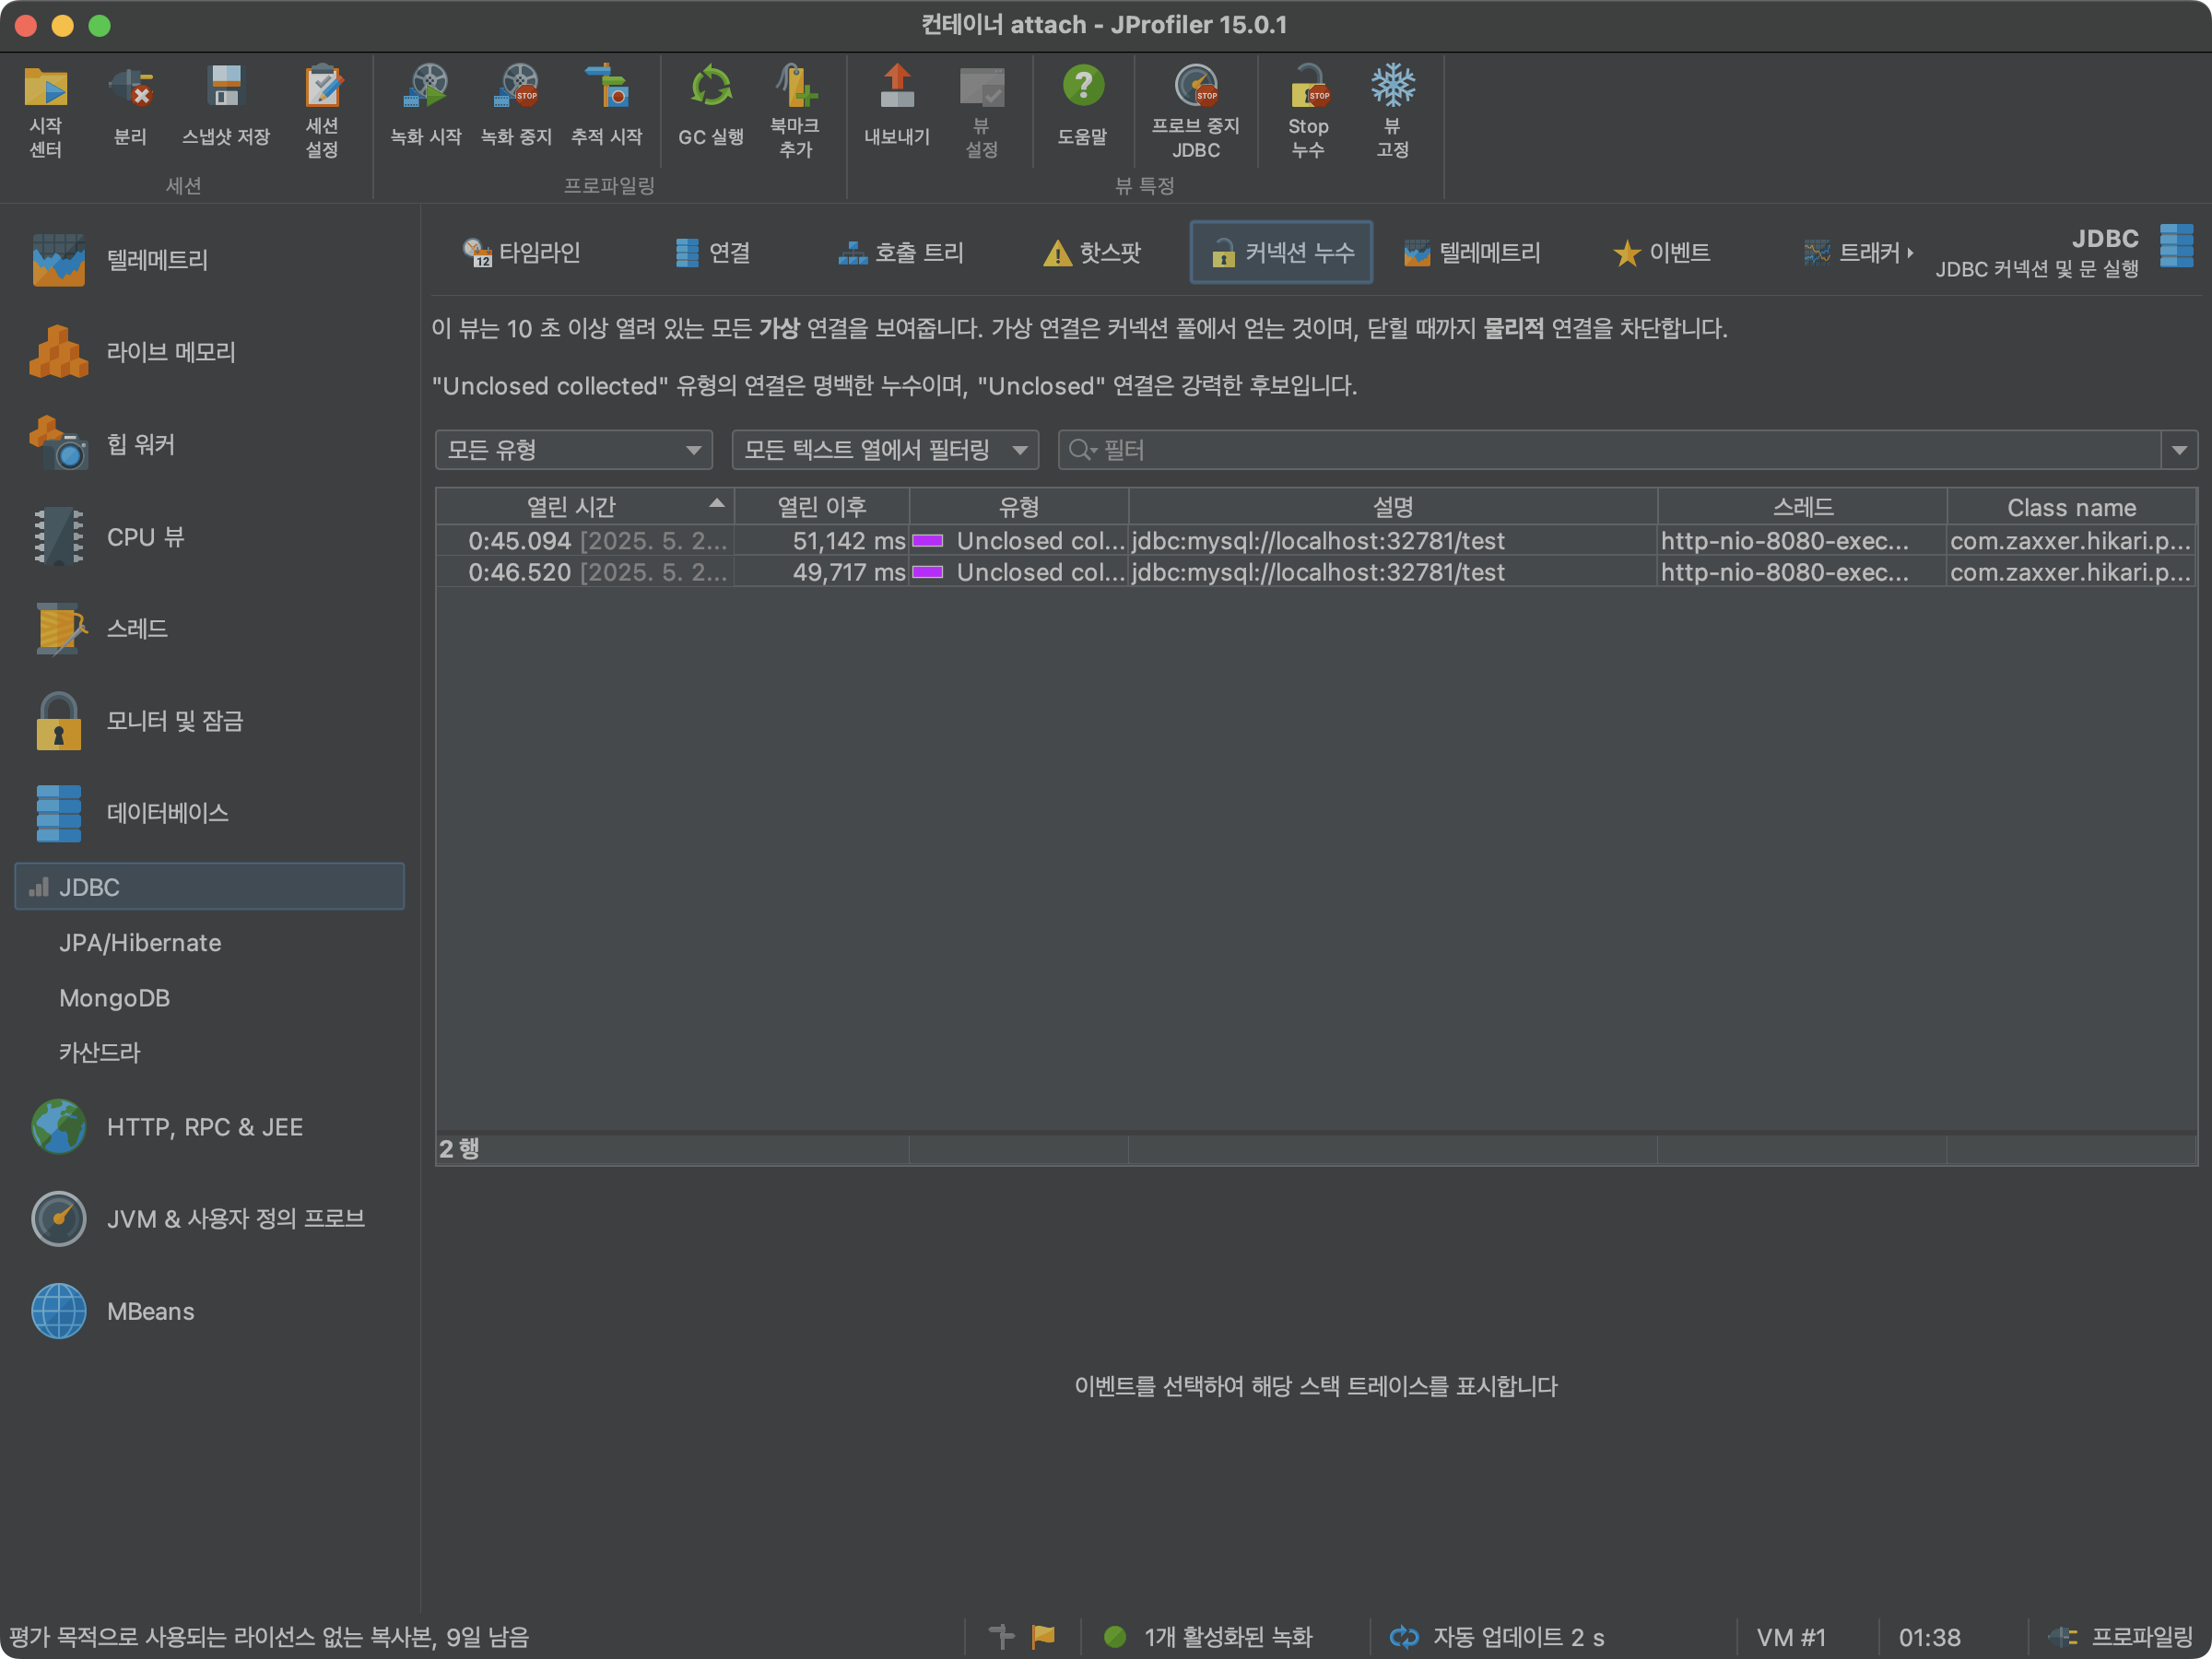 컨테이너 attach - JProfiler 15.0.1
시작 센터
분리
스냅샷 저장
세션 설정
녹화 시작
녹화 중지
추적 시작
GC 실행
북마크 추가
내보내기
뷰 설정
도움말
프로브 중지 JDBC
Stop 누수
뷰 고정
세션
프로파일링
뷰 특정
텔레메트리
라이브 메모리
힙 워커
CPU 뷰
스레드
모니터 및 잠금
데이터베이스
JDBC
JPA/Hibernate
MongoDB
카산드라
HTTP, RPC & JEE
JVM & 사용자 정의 프로브
MBeans
타임라인
연결
호출 트리
핫스팟
커넥션 누수
텔레메트리
이벤트
트래커
JDBC
JDBC 커넥션 및 문 실행
이 뷰는 10 초 이상 열려 있는 모든 가상 연결을 보여줍니다. 가상 연결은 커넥션 풀에서 얻는 것이며, 닫힐 때까지 물리적 연결을 차단합니다.
"Unclosed collected" 유형의 연결은 명백한 누수이며, "Unclosed" 연결은 강력한 후보입니다.
모든 유형
모든 텍스트 열에서 필터링
필터
열린 시간 열린 이후 유형 설명 스레드 Class name
0:45.094 [2025. 5. 2... 51,142 ms Unclosed col... jdbc:mysql://localhost:32781/test http-nio-8080-exec... com.zaxxer.hikari.p...
0:46.520 [2025. 5. 2... 49,717 ms Unclosed col... jdbc:mysql://localhost:32781/test http-nio-8080-exec... com.zaxxer.hikari.p...
2 행
이벤트를 선택하여 해당 스택 트레이스를 표시합니다
평가 목적으로 사용되는 라이선스 없는 복사본, 9일 남음
1개 활성화된 녹화
자동 업데이트 2 s
VM #1
01:38
프로파일링